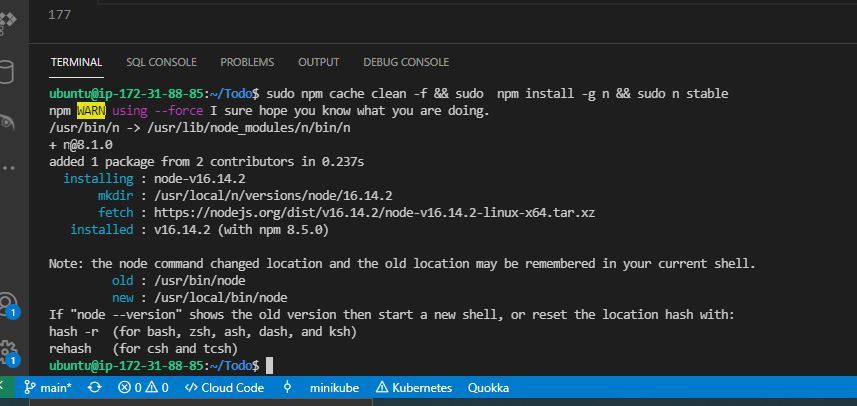 177
TERMINAL SQL CONSOLE PROBLEMS OUTPUT DEBUG CONSOLE
ubuntu@ip-172-31-88-85:~/Todo$ sudo npm cache clean -f && sudo  npm install -g n && sudo n stable
npm WARN using --force I sure hope you know what you are doing.
/usr/bin/n -> /usr/lib/node_modules/n/bin/n
+ n@8.1.0
added 1 package from 2 contributors in 0.237s
  installing : node-v16.14.2
       mkdir : /usr/local/n/versions/node/16.14.2
       fetch : https://nodejs.org/dist/v16.14.2/node-v16.14.2-linux-x64.tar.xz
   installed : v16.14.2 (with npm 8.5.0)
Note: the node command changed location and the old location may be remembered in your current shell.
         old : /usr/bin/node
         new : /usr/local/bin/node
If "node --version" shows the old version then start a new shell, or reset the location hash with:
hash -r  (for bash, zsh, ash, dash, and ksh)
rehash   (for csh and tcsh)
ubuntu@ip-172-31-88-85:~/Todo$
1
1
main* 0 0 Cloud Code minikube Kubernetes Quokka